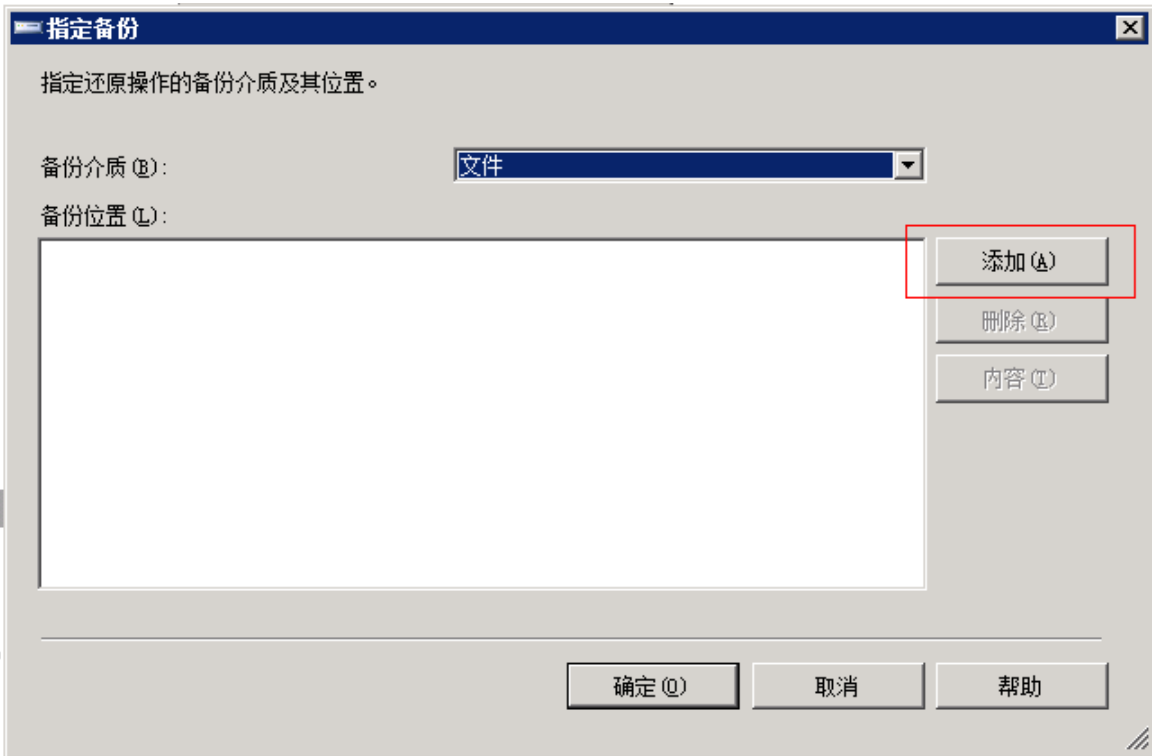 指定备份
指定还原操作的备份介质及其位置。
备份介质(B):
文件
备份位置(L):
添加(A)
删除(R)
内容(T)
确定(O)
取消
帮助